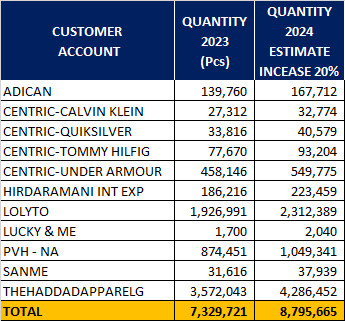 CUSTOMER ACCOUNT QUANTITY 2023 (Pcs) QUANTITY 2024 ESTIMATE INCEASE 20%
ADICAN 139,760 167,712
CENTRIC-CALVIN KLEIN 27,312 32,774
CENTRIC-QUIKSILVER 33,816 40,579
CENTRIC-TOMMY HILFIG 77,670 93,204
CENTRIC-UNDER ARMOUR 458,146 549,775
HIRDARAMANI INT EXP 186,216 223,459
LOLYTO 1,926,991 2,312,389
LUCKY & ME 1,700 2,040
PVH - NA 874,451 1,049,341
SANME 31,616 37,939
THEHADDADAPPARELG 3,572,043 4,286,452
TOTAL 7,329,721 8,795,665